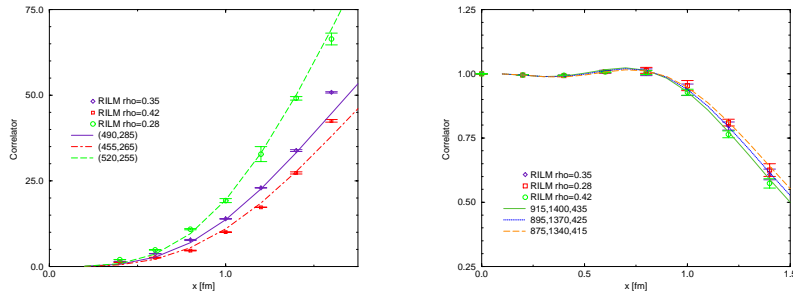 75.0
50.0
25.0
0.0
Correlator
RILM rho=0.35
RILM rho=0.42
RILM rho=0.28
(490,285)
(455,265)
(520,255)
0.0
1.0
x [fm]
1.25
1.00
0.75
0.50
0.25
Correlator
RILM rho=0.35
RILM rho=0.28
RILM rho=0.42
915,1400,435
895,1370,425
875,1340,415
0.0
0.5
1.0
1.5
x [fm]